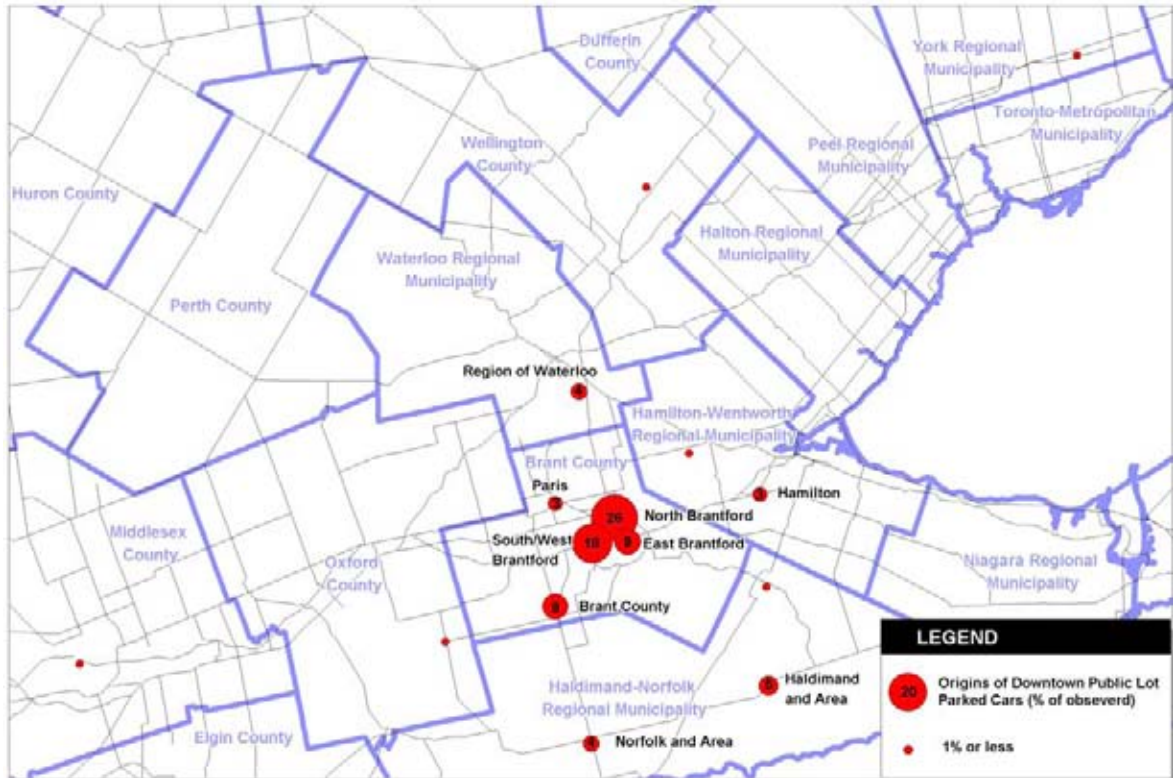 Dufferin
County
York Regional
Municipality
Toronto-Metropolitan
Municipality
Wellington
County
Peel Regional
Municipality
Huron County
Halton Regional
Municipality
Waterloo Regional
Municipality
Perth County
Region of Waterloo
4
Hamilton-Wentworth
Regional Municipality
Brant County
Paris
3
3
Hamilton
26
North Brantford
Middlesex
County
South/West
Brantford
9
East Brantford
Oxford
County
Niagara Regional
Municipality
Brant County
LEGEND
20
Origins of Downtown Public Lot
Parked Cars (% of obseverd)
Haldimand
and Area
Haldimand-Norfolk
Regional Municipality
1% or less
Elgin County
4
Norfolk and Area